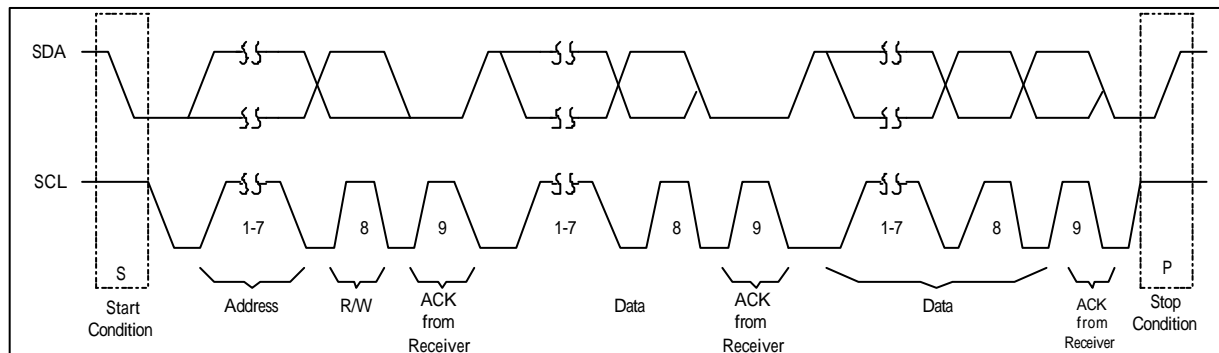 SDA
SCL
1-7
8
9
1-7
8
9
1-7
8
9
S
P
Start
Condition
Address
R/W
ACK
from
Receiver
Data
ACK
from
Receiver
Data
ACK
from
Receiver
Stop
Condition